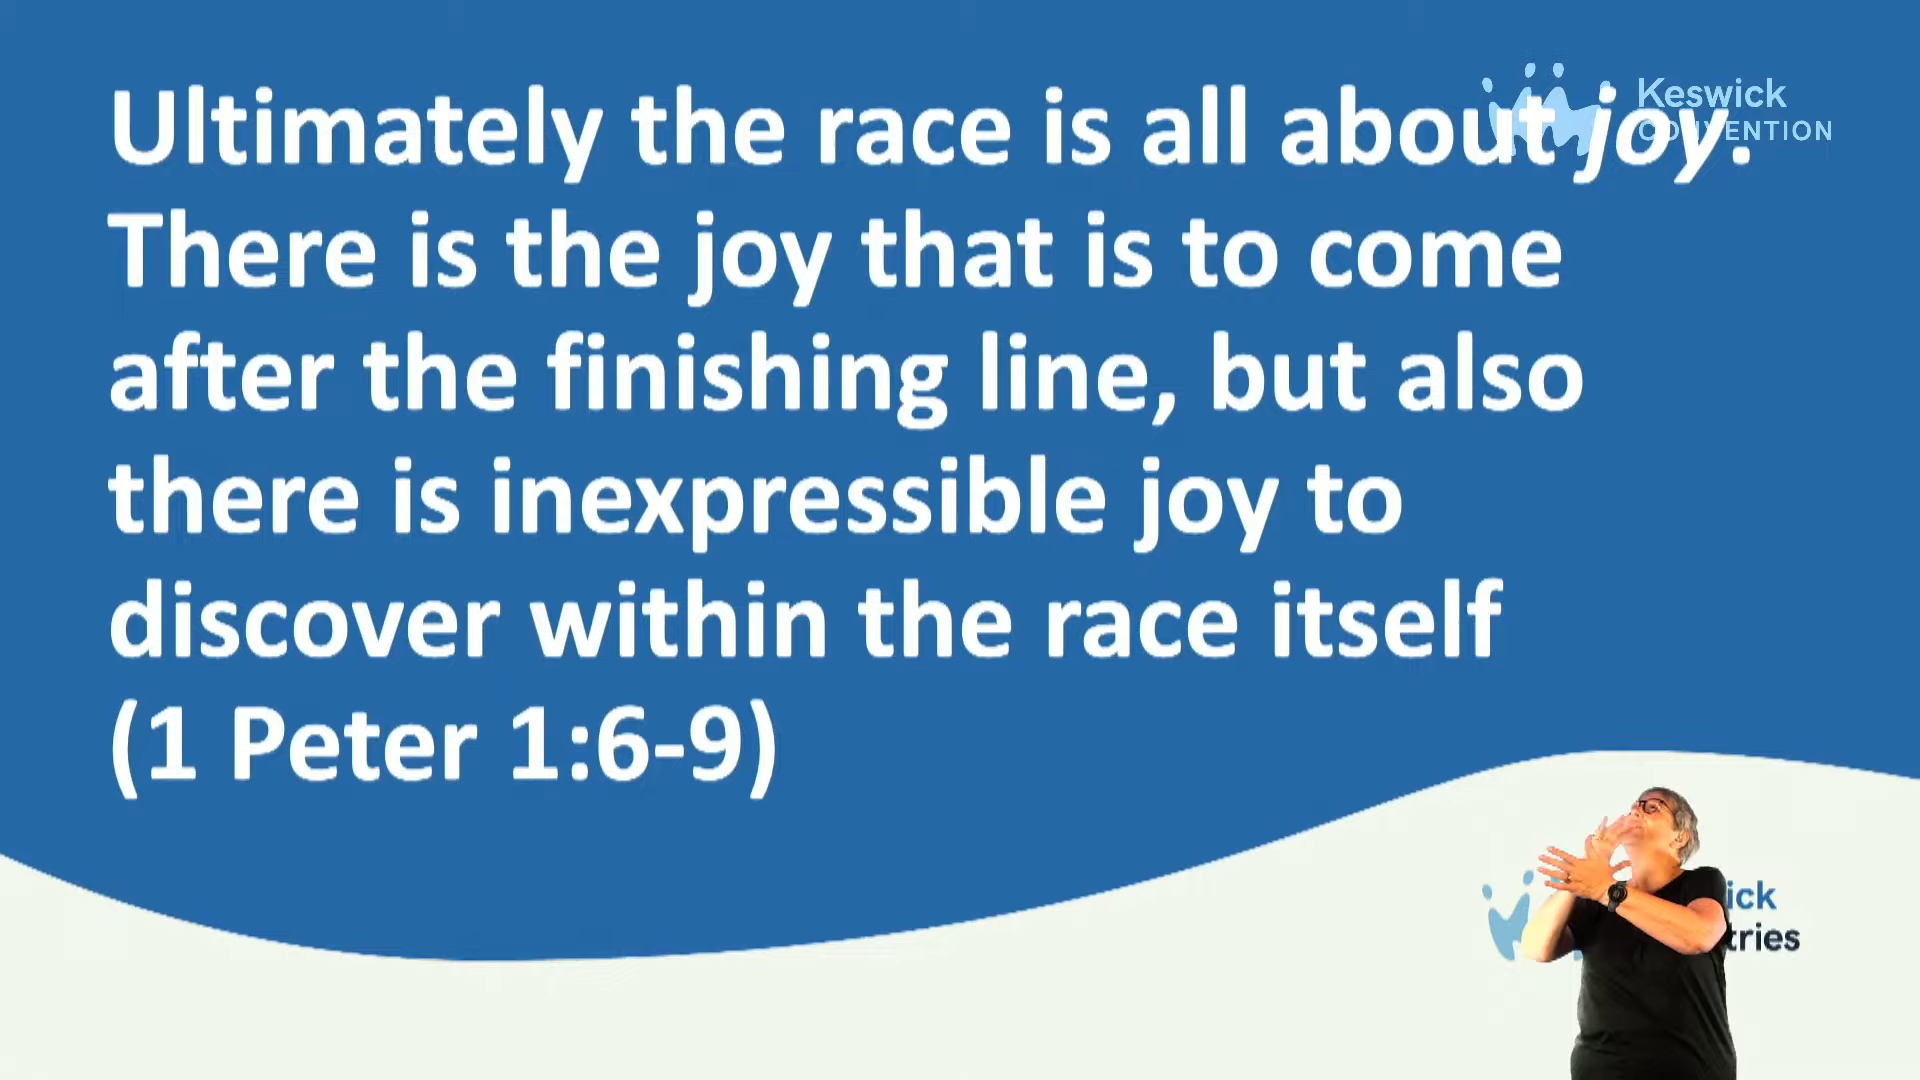 Ultimately the race is all about joy.
There is the joy that is to come
after the finishing line, but also
there is inexpressible joy to
discover within the race itself
(1 Peter 1:6-9)
Keswick
CONVENTION
ick
tries